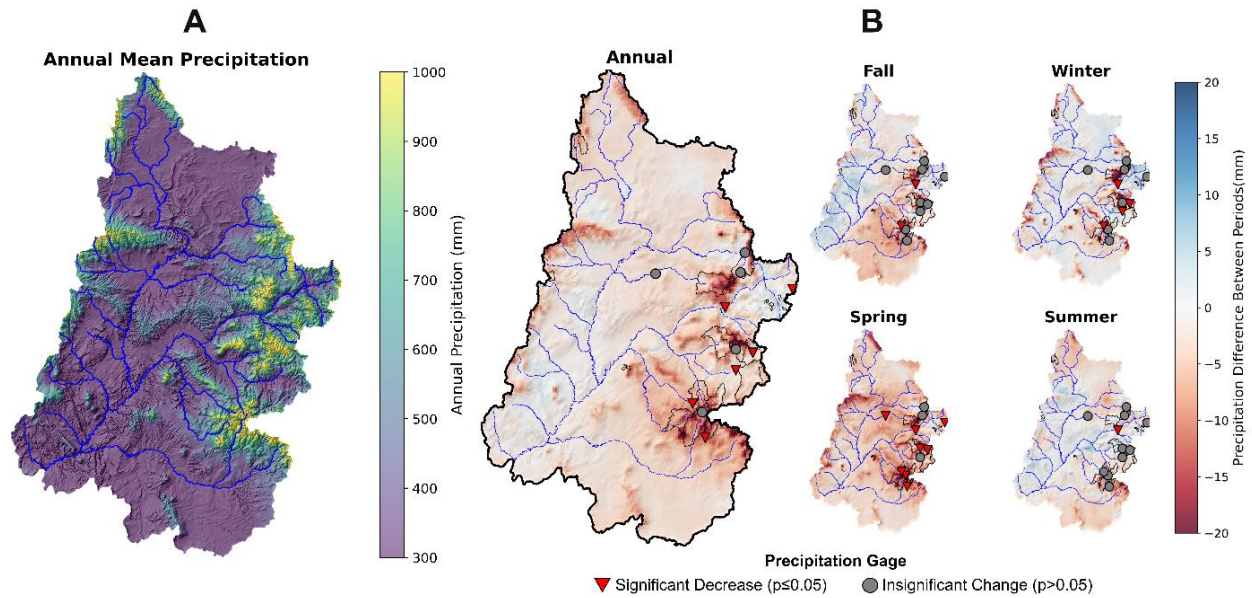 A
B
Annual Mean Precipitation
1000
900
800
700
600
500
400
300
Annual Precipitation (mm)
Annual
Fall
Winter
Spring
Summer
20
15
10
5
0
−5
−10
−15
−20
Precipitation Difference Between Periods(mm)
Precipitation Gage
Significant Decrease (p≤0.05)
Insignificant Change (p>0.05)